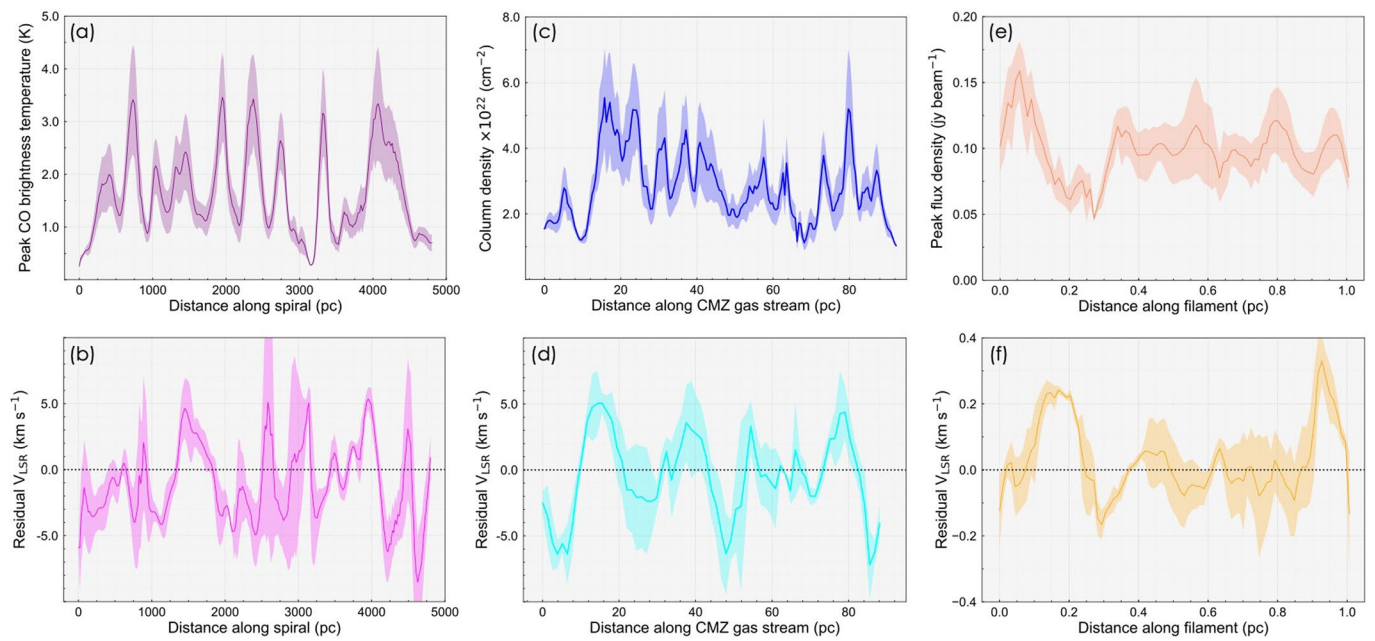 (a)
Peak CO brightness temperature (K)
5.0
4.0
3.0
2.0
1.0
0 1000 2000 3000 4000 5000
Distance along spiral (pc)
(c)
Column density ×10²² (cm⁻²)
8.0
6.0
4.0
2.0
0 20 40 60 80
Distance along CMZ gas stream (pc)
(e)
Peak flux density (jy beam⁻¹)
0.20
0.15
0.10
0.05
0.00
0.0 0.2 0.4 0.6 0.8 1.0
Distance along filament (pc)
(b)
Residual V_LSR (km s⁻¹)
5.0
0.0
-5.0
0 1000 2000 3000 4000 5000
Distance along spiral (pc)
(d)
Residual V_LSR (km s⁻¹)
5.0
0.0
-5.0
0 20 40 60 80
Distance along CMZ gas stream (pc)
(f)
Residual V_LSR (km s⁻¹)
0.4
0.2
0.0
−0.2
−0.4
0.0 0.2 0.4 0.6 0.8 1.0
Distance along filament (pc)